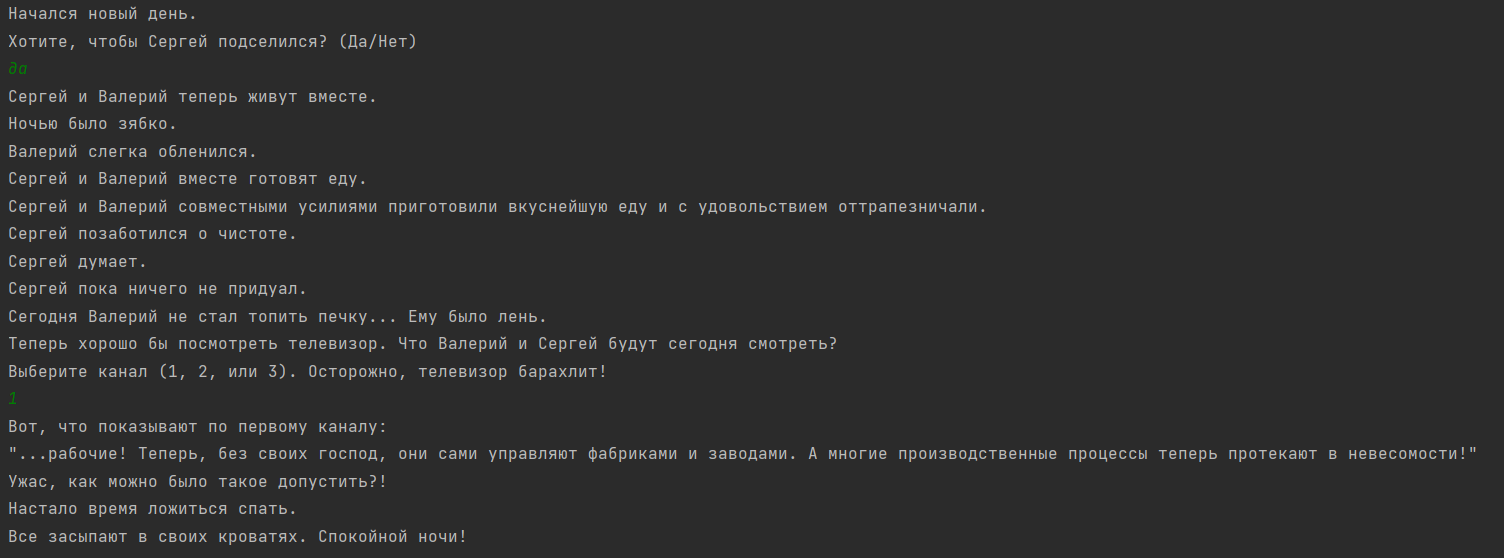 Начался новый день.
Хотите, чтобы Сергей подселился? (Да/Нет)
да
Сергей и Валерий теперь живут вместе.
Ночью было зябко.
Валерий слегка обленился.
Сергей и Валерий вместе готовят еду.
Сергей и Валерий совместными усилиями приготовили вкуснейшую еду и с удовольствием оттрапезничали.
Сергей позаботился о чистоте.
Сергей думает.
Сергей пока ничего не придуал.
Сегодня Валерий не стал топить печку... Ему было лень.
Теперь хорошо бы посмотреть телевизор. Что Валерий и Сергей будут сегодня смотреть?
Выберите канал (1, 2, или 3). Осторожно, телевизор барахлит!
1
Вот, что показывают по первому каналу:
"...рабочие! Теперь, без своих господ, они сами управляют фабриками и заводами. А многие производственные процессы теперь протекают в невесомости!"
Ужас, как можно было такое допустить?!
Настало время ложиться спать.
Все засыпают в своих кроватях. Спокойной ночи!